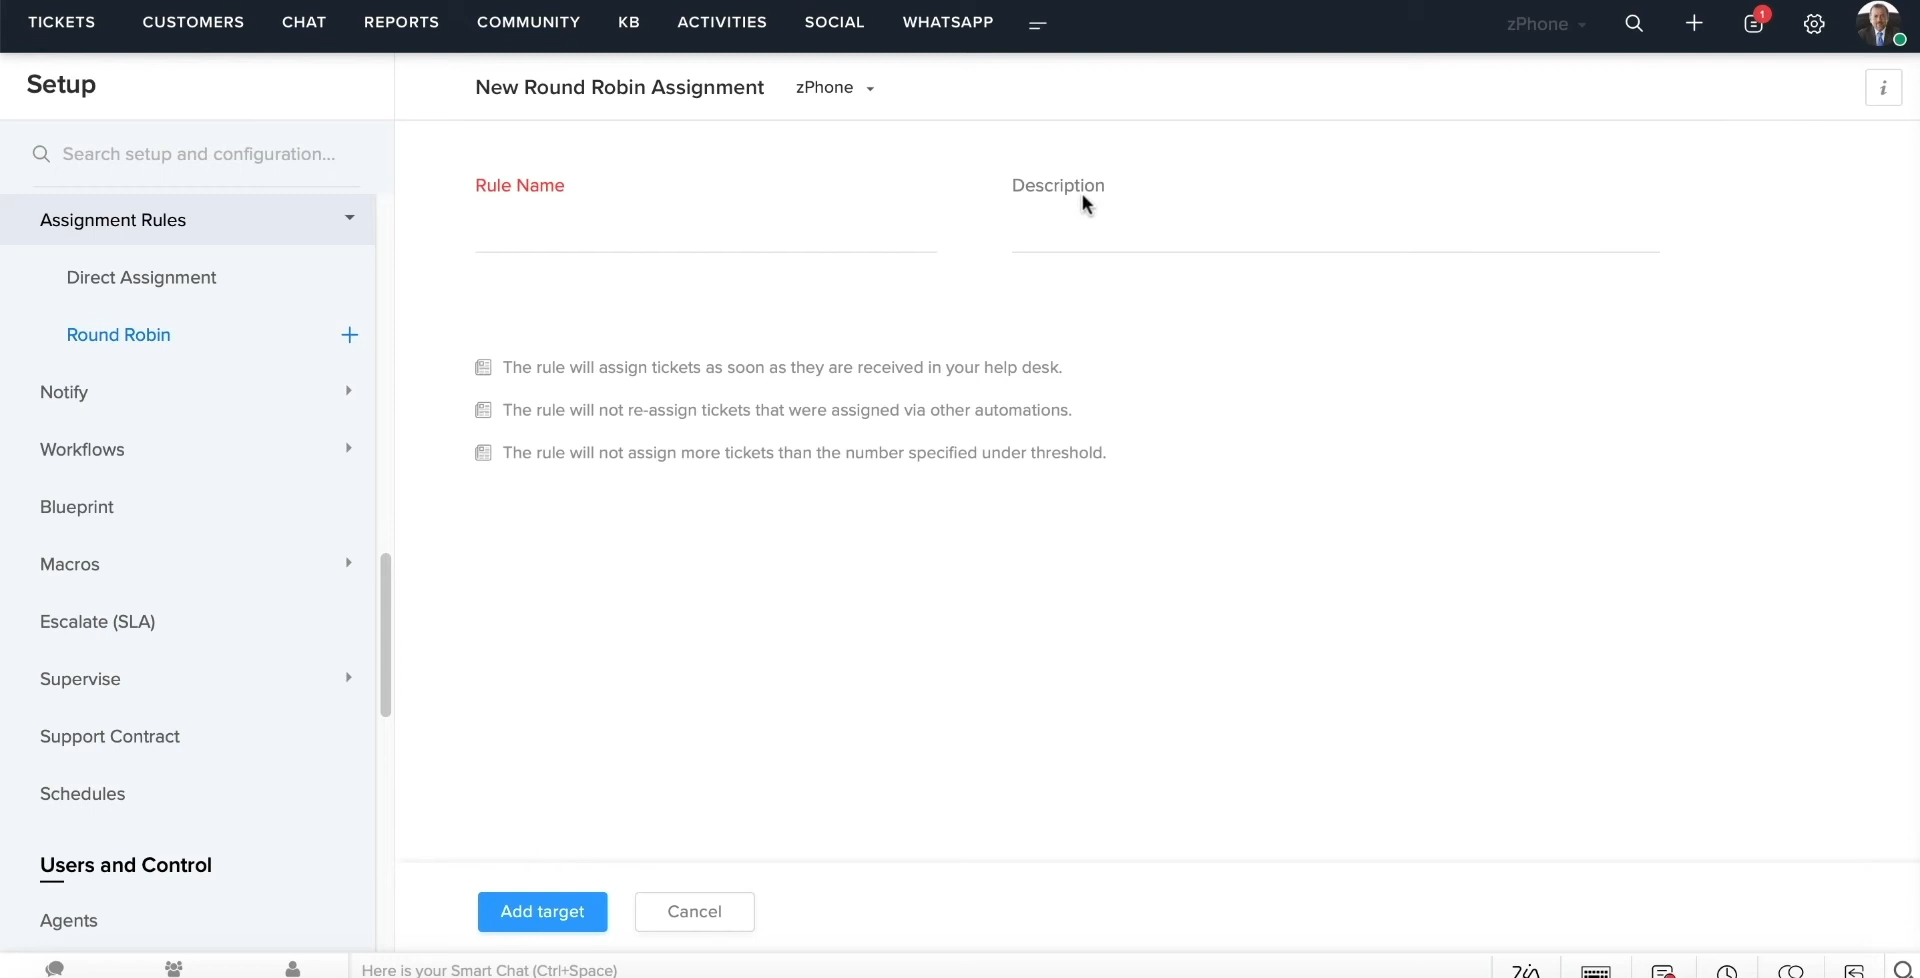 TICKETS CUSTOMERS CHAT REPORTS COMMUNITY KB ACTIVITIES SOCIAL WHATSAPP zPhone 1
Setup
New Round Robin Assignment zPhone
i
Search setup and configuration...
Rule Name
Description
Assignment Rules
Direct Assignment
Round Robin
Notify
Workflows
Blueprint
Macros
Escalate (SLA)
Supervise
Support Contract
Schedules
Users and Control
Agents
The rule will assign tickets as soon as they are received in your help desk.
The rule will not re-assign tickets that were assigned via other automations.
The rule will not assign more tickets than the number specified under threshold.
Add target
Cancel
Here is your Smart Chat (Ctrl+Space)